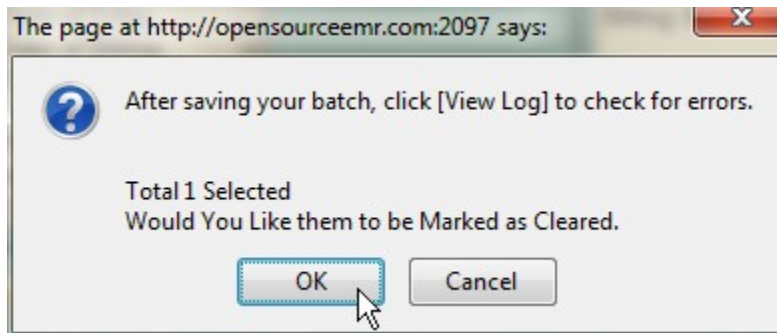 The page at http://opensourceemr.com:2097 says:
After saving your batch, click [View Log] to check for errors.
Total 1 Selected
Would You Like them to be Marked as Cleared.
OK Cancel